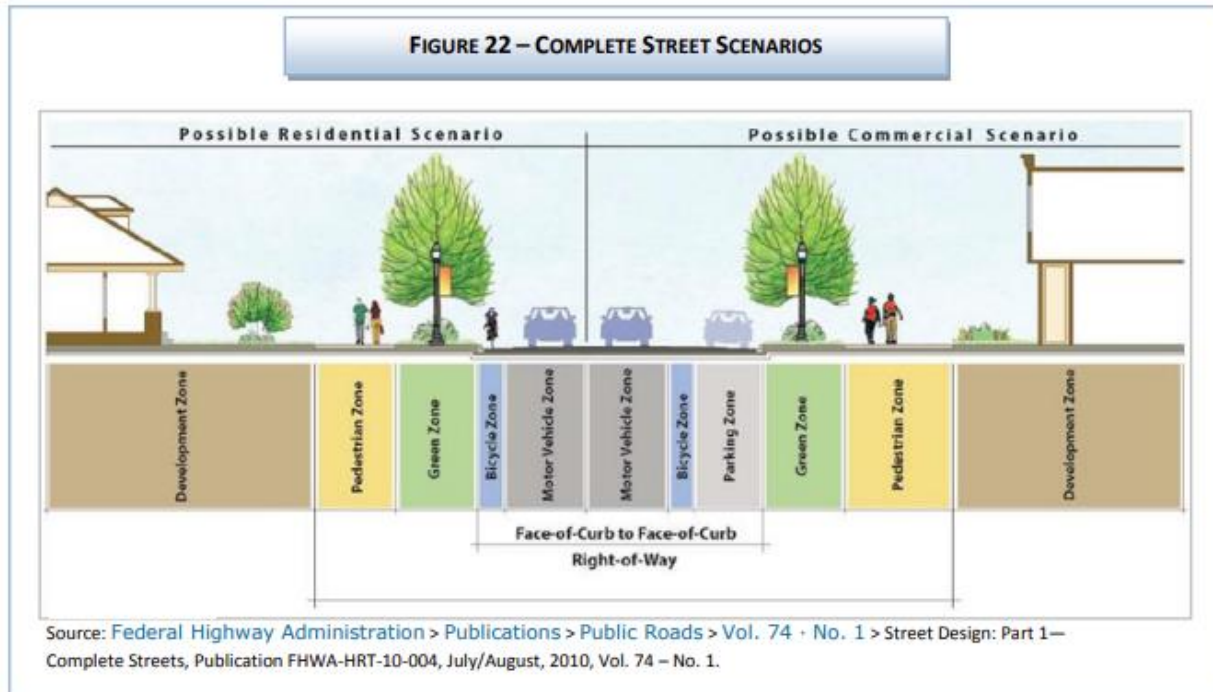 FIGURE 22 – COMPLETE STREET SCENARIOS
Possible Residential Scenario
Possible Commercial Scenario
Development Zone
Pedestrian Zone
Green Zone
Bicycle Zone
Motor Vehicle Zone
Motor Vehicle Zone
Bicycle Zone
Parking Zone
Green Zone
Pedestrian Zone
Development Zone
Face-of-Curb to Face-of-Curb
Right-of-Way
Source: Federal Highway Administration > Publications > Public Roads > Vol. 74 · No. 1 > Street Design: Part 1—
Complete Streets, Publication FHWA-HRT-10-004, July/August, 2010, Vol. 74 – No. 1.